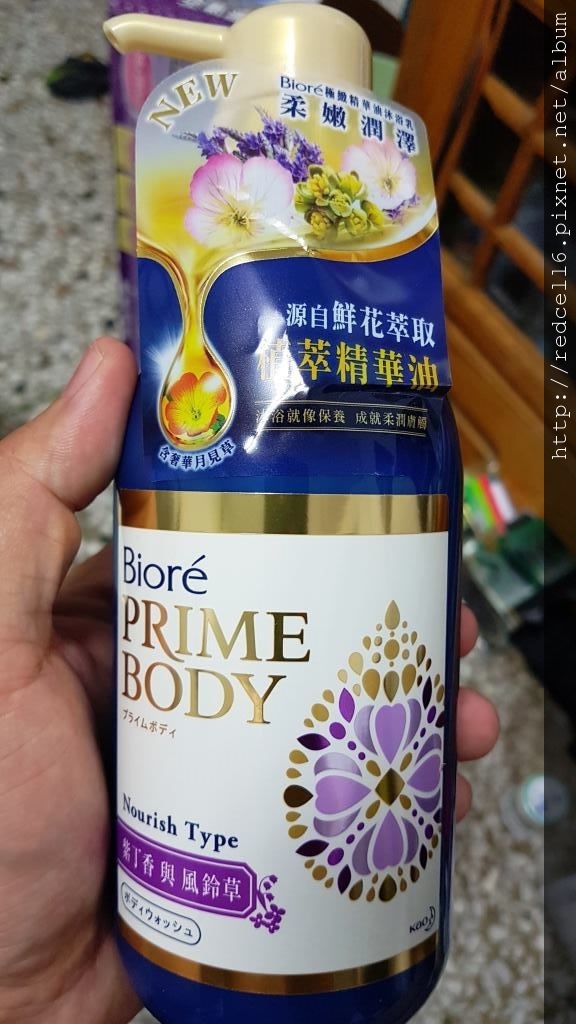 NEW
Bioré極緻精華油沐浴乳
柔嫩潤澤
源自鮮花萃取
植萃精華油
沐浴就像保養 成就柔潤膚觸
含奢華月見草
Bioré
PRIME
BODY
プライムボディ
Nourish Type
紫丁香與風鈴草
ボディウォッシュ
Kao
http://redcell6.pixnet.net/album